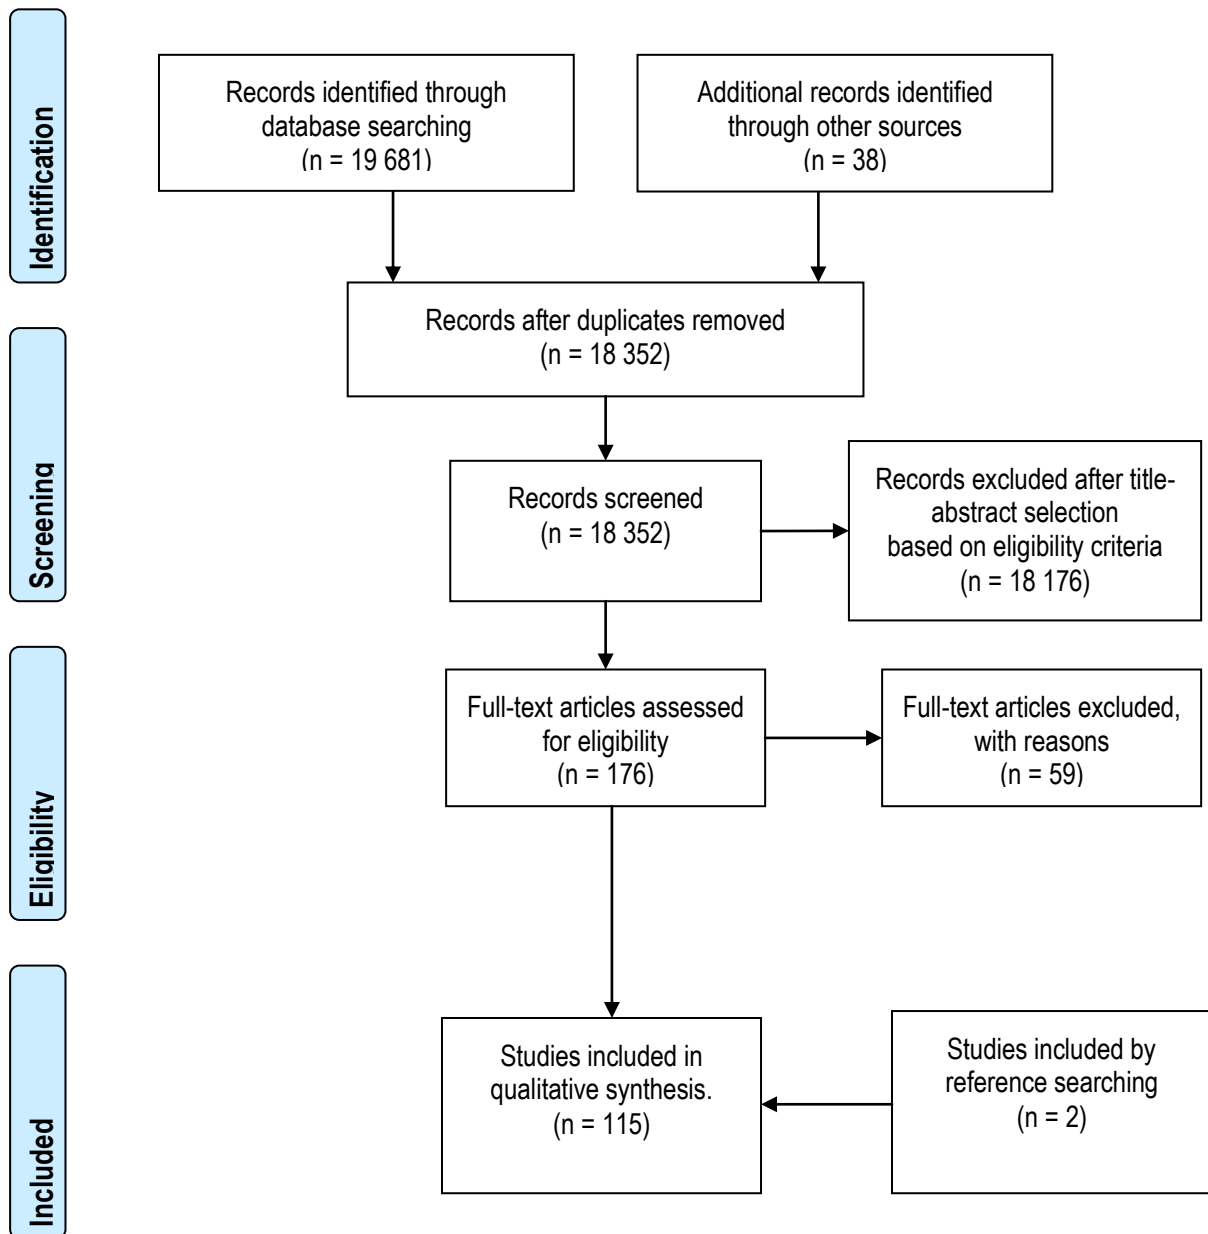 Identification
Records identified through
database searching
(n = 19 681)
Additional records identified
through other sources
(n = 38)
Records after duplicates removed
(n = 18 352)
Screening
Records screened
(n = 18 352)
Records excluded after title-
abstract selection
based on eligibility criteria
(n = 18 176)
Eligibility
Full-text articles assessed
for eligibility
(n = 176)
Full-text articles excluded,
with reasons
(n = 59)
Included
Studies included in
qualitative synthesis.
(n = 115)
Studies included by
reference searching
(n = 2)